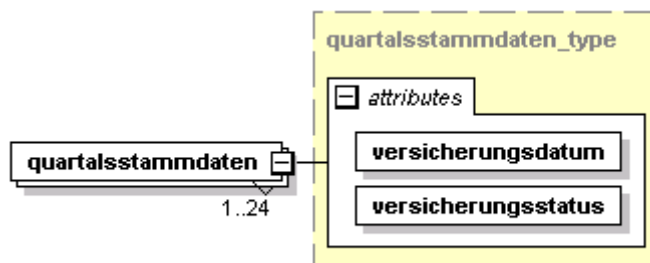 quartalsstammdaten_type
attributes
quartalsstammdaten
versicherungsdatum
versicherungsstatus
1..24